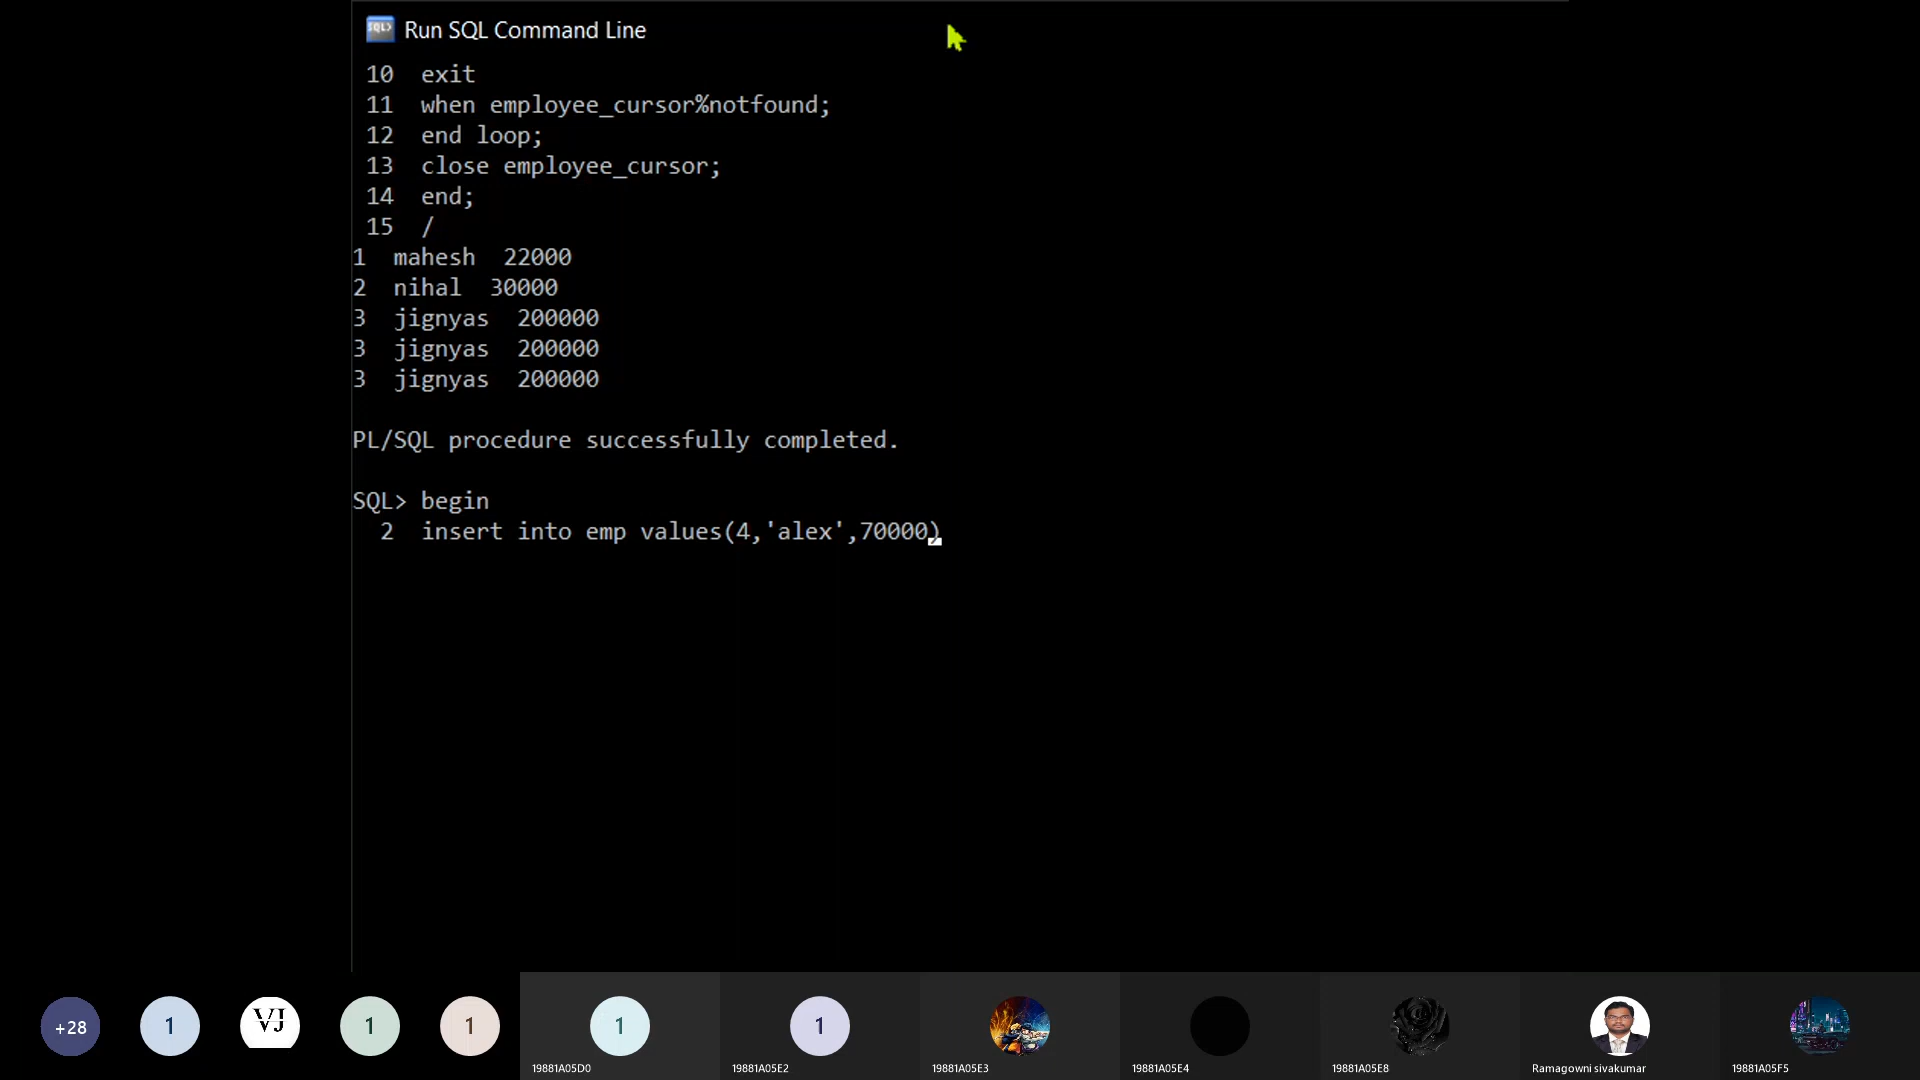 SQL> Run SQL Command Line
10 exit
11 when employee_cursor%notfound;
12 end loop;
13 close employee_cursor;
14 end;
15 /
1 mahesh 22000
2 nihal 30000
3 jignyas 200000
3 jignyas 200000
3 jignyas 200000
PL/SQL procedure successfully completed.
SQL> begin
2 insert into emp values(4,'alex',70000)
+28 1 VJ 1 1 1 1
19881A05D0 19881A05E2 19881A05E3 19881A05E4 19881A05E8 Ramagowni sivakumar 19881A05F5